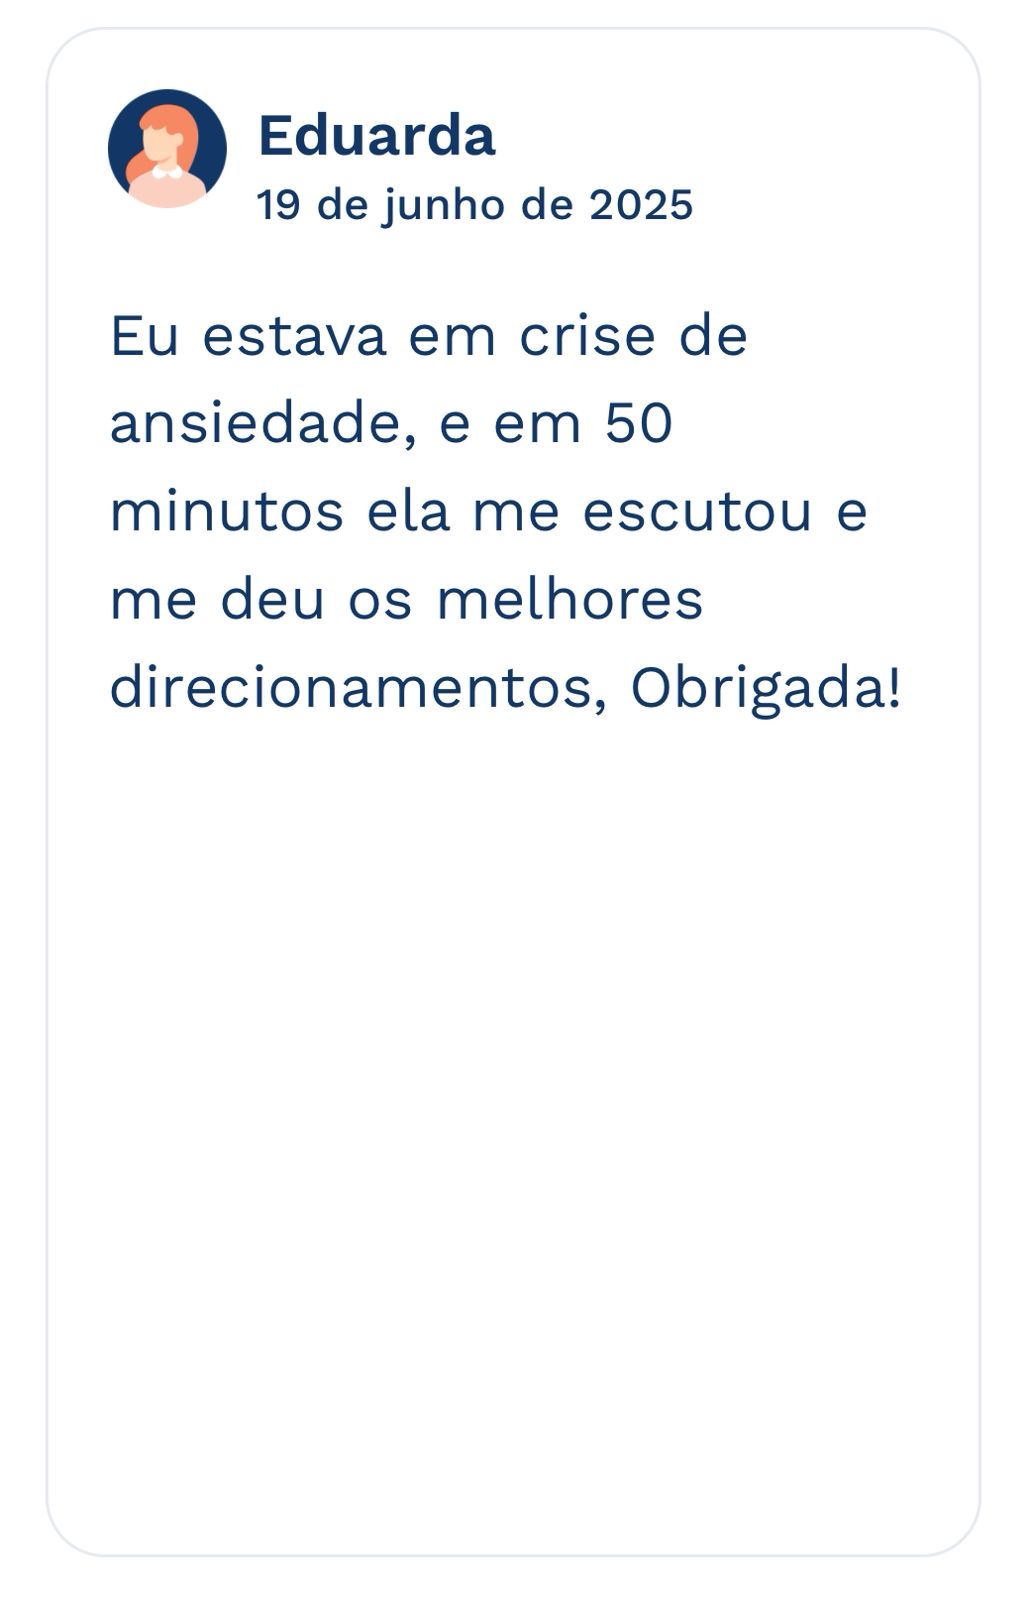 Eduarda
19 de junho de 2025
Eu estava em crise de
ansiedade, e em 50
minutos ela me escutou e
me deu os melhores
direcionamentos, Obrigada!